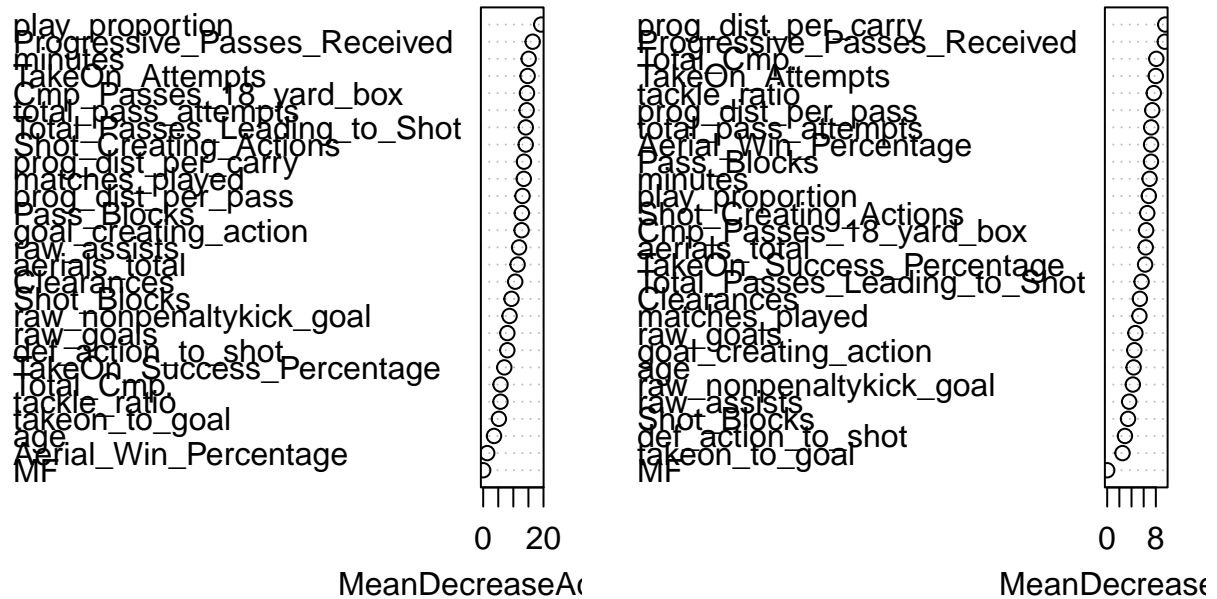 play_proportion
Progressive_Passes_Received
minutes
TakeOn_Attempts
Cmp_Passes_18_yard_box
total_pass_attempts
Total_Passes_Leading_to_Shot
Shot_Creating_Actions
prog_dist_per_carry
matches_played
prog_dist_per_pass
Pass_Blocks
goal_creating_action
raw_assists
aerials_total
Clearances
Shot_Blocks
raw_nonpenaltykick_goal
raw_goals
def_action_to_shot
TakeOn_Success_Percentage
Total_Cmp.
tackle_ratio
takeon_to_goal
age
Aerial_Win_Percentage
MF
0 20
MeanDecreaseAc
prog_dist_per_carry
Progressive_Passes_Received
Total_Cmp.
TakeOn_Attempts
tackle_ratio
prog_dist_per_pass
total_pass_attempts
Aerial_Win_Percentage
Pass_Blocks
minutes
play_proportion
Shot_Creating_Actions
Cmp_Passes_18_yard_box
aerials_total
TakeOn_Success_Percentage
Total_Passes_Leading_to_Shot
Clearances
matches_played
raw_goals
goal_creating_action
age
raw_nonpenaltykick_goal
raw_assists
Shot_Blocks
def_action_to_shot
takeon_to_goal
MF
0 8
MeanDecrease